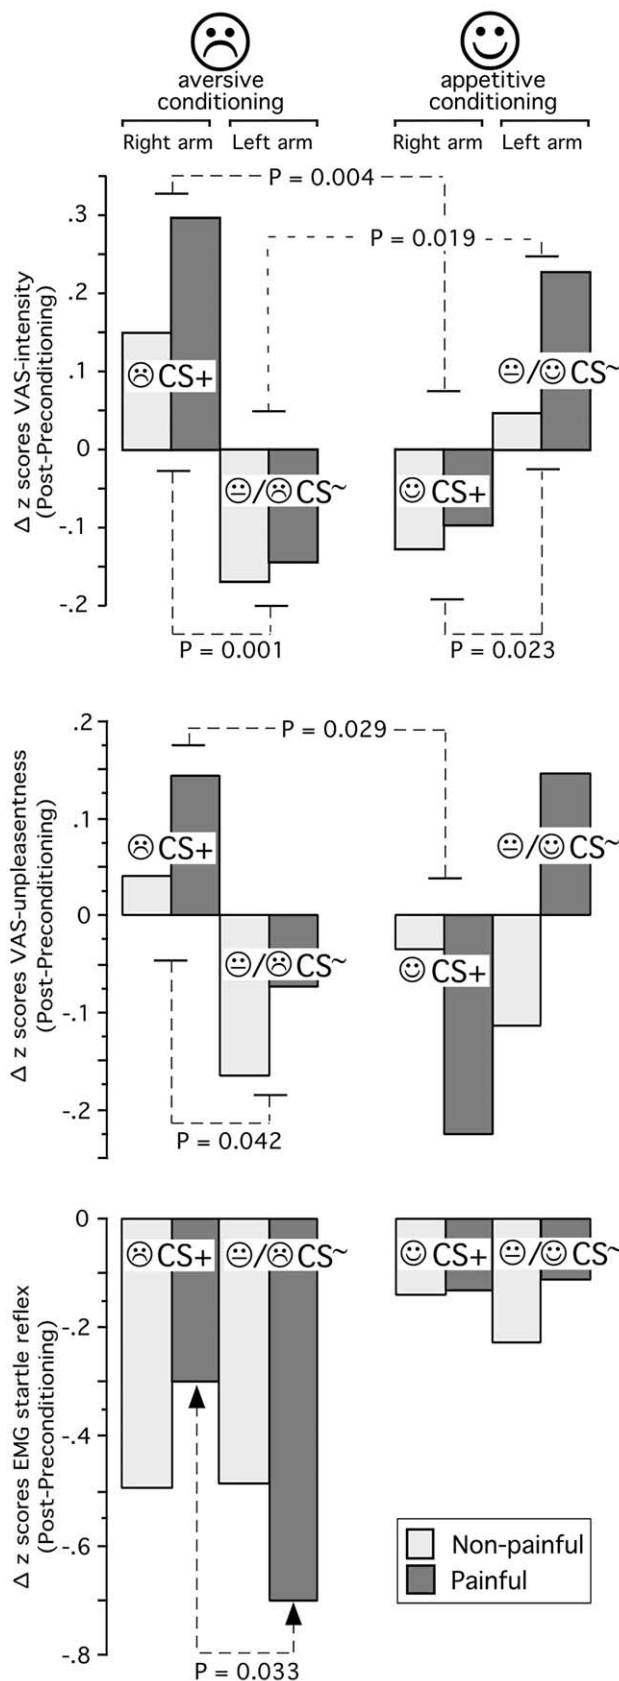 aversive
conditioning
appetitive
conditioning
Right arm
Left arm
Right arm
Left arm
Δ z scores VAS-intensity
(Post-Preconditioning)
.3
.2
.1
0
-.1
-.2
P = 0.004
P = 0.019
CS+
/ CS~
CS+
/ CS~
P = 0.001
P = 0.023
Δ z scores VAS-unpleasentness
(Post-Preconditioning)
.2
.1
0
-.1
-.2
P = 0.029
CS+
/ CS~
CS+
/ CS~
P = 0.042
Δ z scores EMG startle reflex
(Post-Preconditioning)
0
-.2
-.4
-.6
-.8
CS+
/ CS~
CS+
/ CS~
P = 0.033
Non-painful
Painful